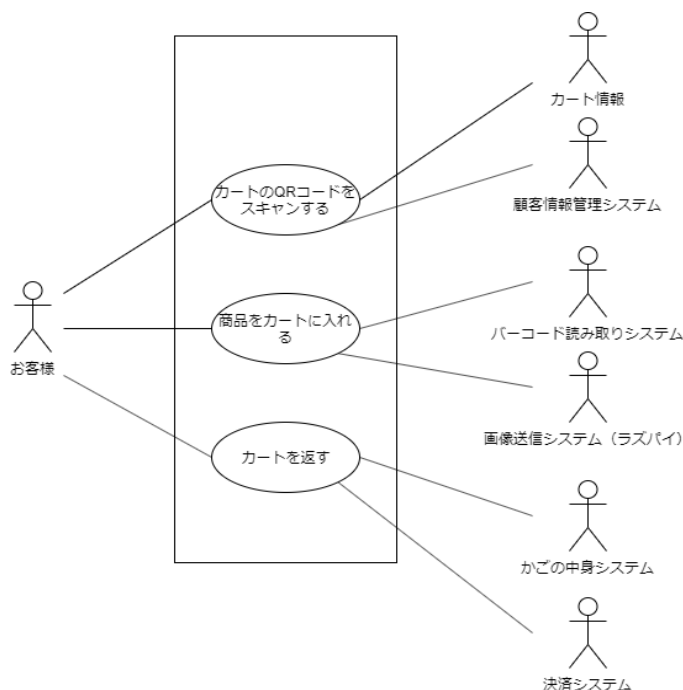 カート情報
カートのQRコードを
スキャンする
顧客情報管理システム
商品をカートに入れ
る
バーコード読み取りシステム
お客様
画像送信システム（ラズパイ）
カートを返す
かごの中身システム
決済システム